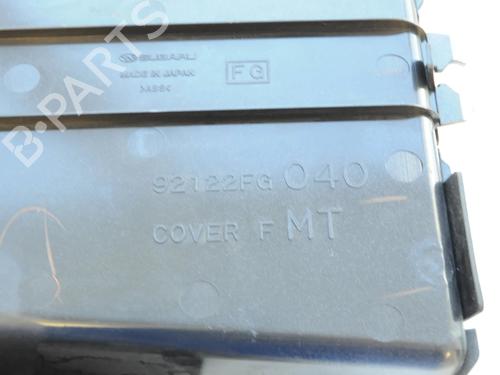 SUBARU
MADE IN JAPAN
FG
92122FG 040
COVER F MT
B-PARTS